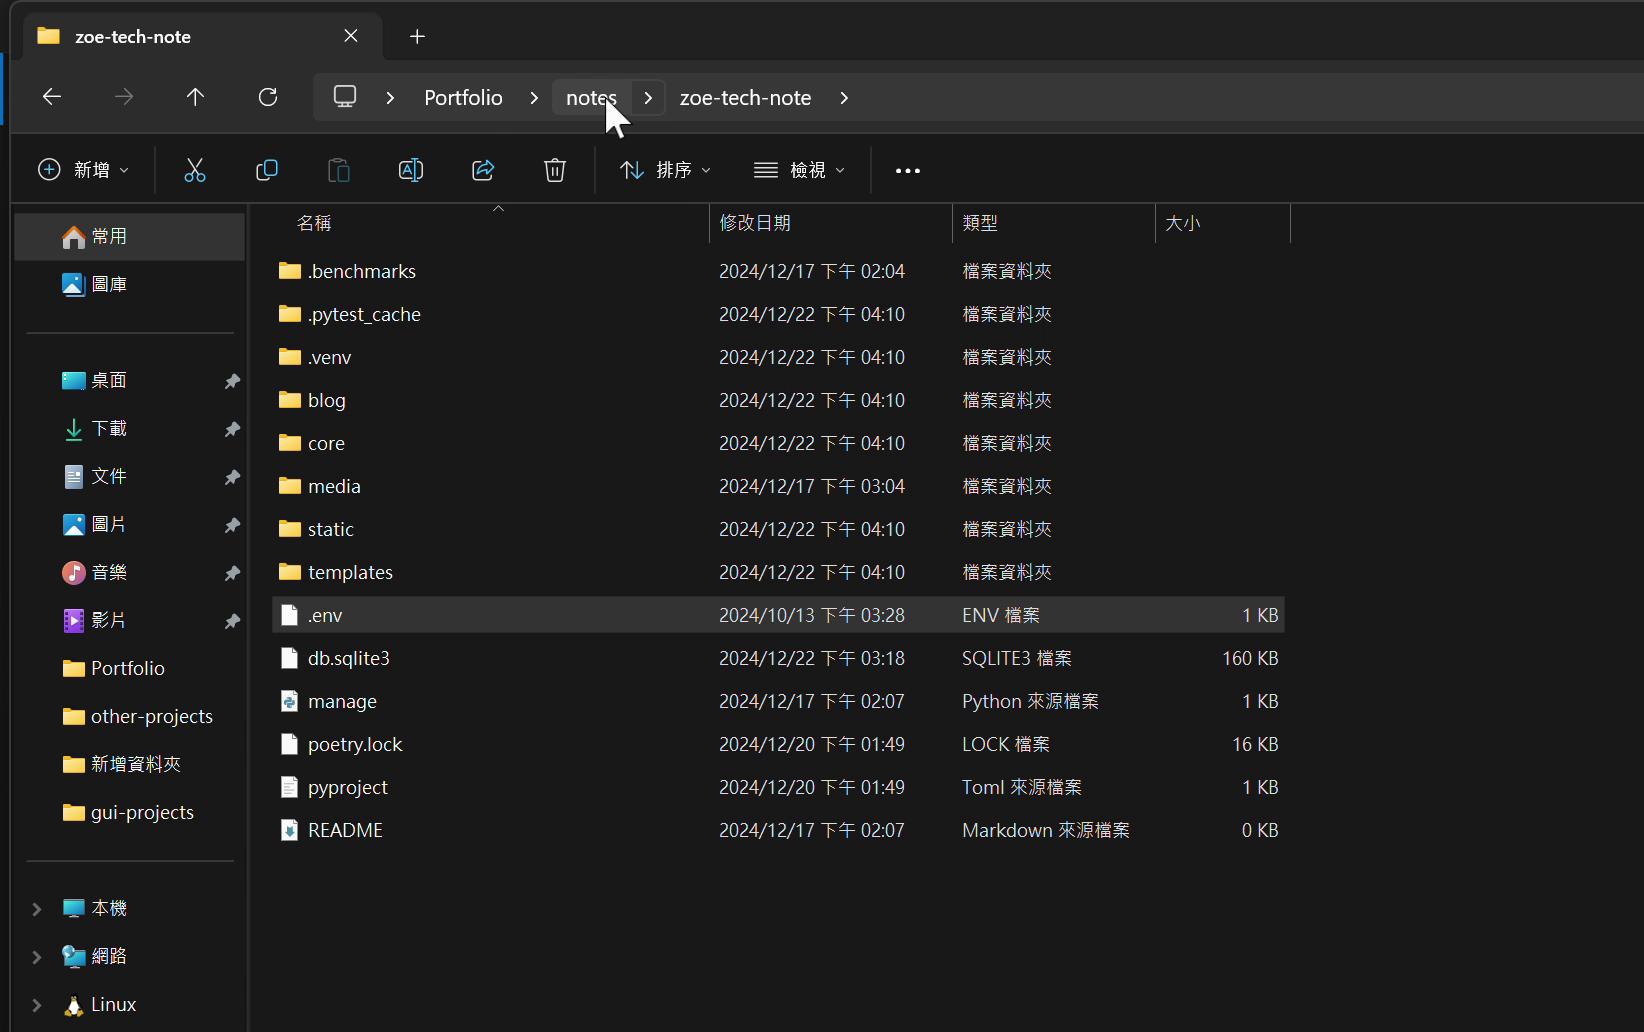 zoe-tech-note
Portfolio notes zoe-tech-note
新增 排序 檢視
名稱 修改日期 類型 大小
常用
圖庫
桌面
下載
文件
圖片
音樂
影片
Portfolio
other-projects
新增資料夾
gui-projects
本機
網路
Linux
.benchmarks 2024/12/17 下午 02:04 檔案資料夾
.pytest_cache 2024/12/22 下午 04:10 檔案資料夾
.venv 2024/12/22 下午 04:10 檔案資料夾
blog 2024/12/22 下午 04:10 檔案資料夾
core 2024/12/22 下午 04:10 檔案資料夾
media 2024/12/17 下午 03:04 檔案資料夾
static 2024/12/22 下午 04:10 檔案資料夾
templates 2024/12/22 下午 04:10 檔案資料夾
.env 2024/10/13 下午 03:28 ENV 檔案 1 KB
db.sqlite3 2024/12/22 下午 03:18 SQLITE3 檔案 160 KB
manage 2024/12/17 下午 02:07 Python 來源檔案 1 KB
poetry.lock 2024/12/20 下午 01:49 LOCK 檔案 16 KB
pyproject 2024/12/20 下午 01:49 Toml 來源檔案 1 KB
README 2024/12/17 下午 02:07 Markdown 來源檔案 0 KB